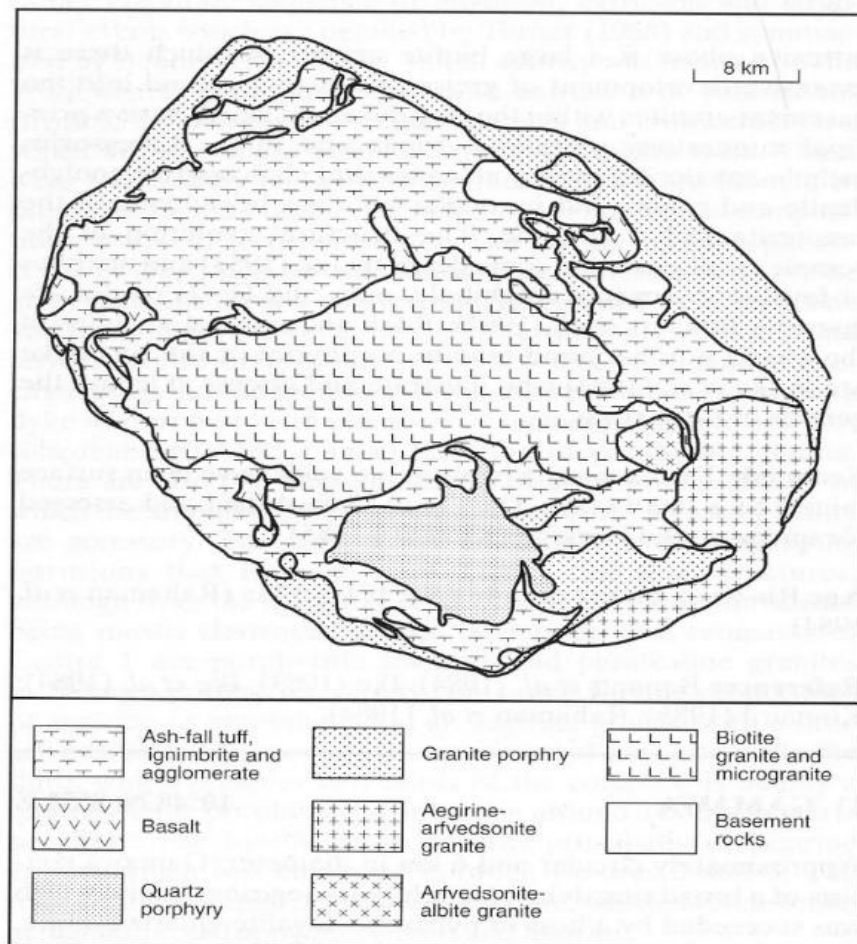 8 km
Ash-fall tuff,
ignimbrite and
agglomerate
Basalt
Quartz
porphyry
Granite porphry
Aegirine-
arfvedsonite
granite
Arfvedsonite-
albite granite
Biotite
granite and
microgranite
Basement
rocks